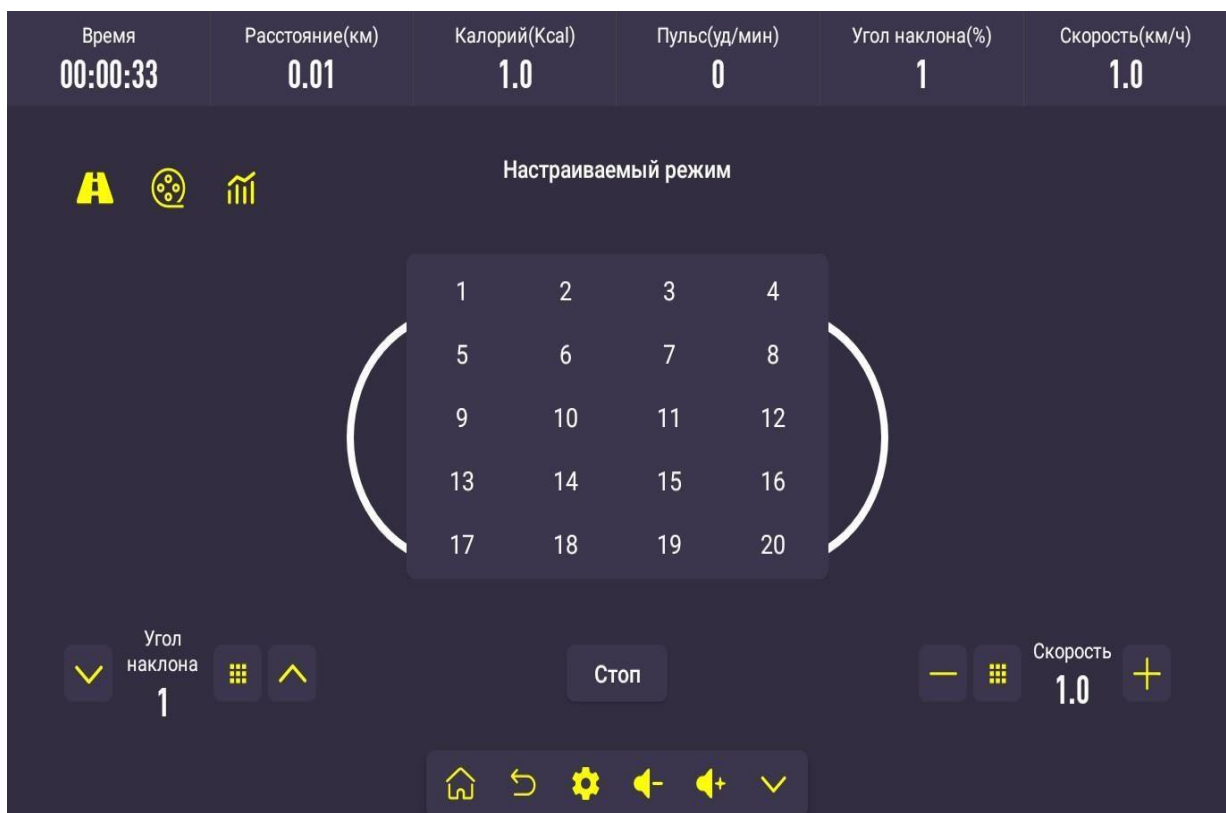 Время Расстояние(км) Калорий(Kcal) Пульс(уд/мин) Угол наклона(%) Скорость(км/ч)
00:00:33 0.01 1.0 0 1 1.0
Настраиваемый режим
1 2 3 4
5 6 7 8
9 10 11 12
13 14 15 16
17 18 19 20
Угол
наклона
1
Стоп
Скорость
1.0